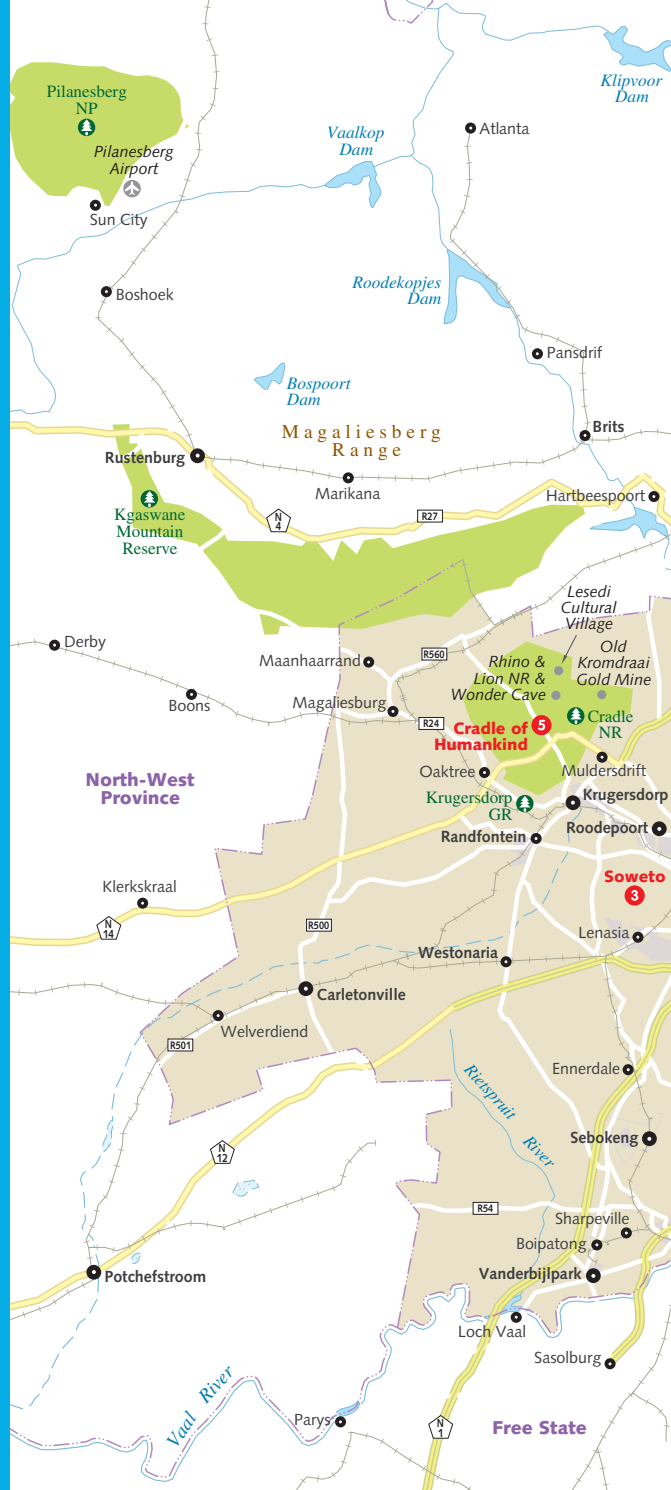 Klipvoor
Dam
Pilanesberg
NP
Pilanesberg
Airport
Sun City
Vaalkop
Dam
Atlanta
Boshoek
Roodekopjes
Dam
Pansdrif
Bospoort
Dam
Magaliesberg
Range
Brits
Rustenburg
Marikana
Hartbeespoort
Kgaswane
Mountain
Reserve
N
4
R27
Lesedi
Cultural
Village
Old
Kromdraai
Gold Mine
Derby
Maanhaarrand
R560
Rhino &
Lion NR &
Wonder Cave
Boons
Magaliesburg
R24
Cradle of
Humankind
5
Cradle
NR
Oaktree
Muldersdrift
North-West
Province
Krugersdorp
GR
Krugersdorp
Randfontein
Roodepoort
Soweto
3
Klerkskraal
N
14
R500
Lenasia
Westonaria
Carletonville
Welverdiend
R501
Rietspruit
River
Ennerdale
Sebokeng
N
12
R54
Sharpeville
Boipatong
Potchefstroom
Vanderbijlpark
Loch Vaal
Sasolburg
Vaal River
Parys
N
1
Free State